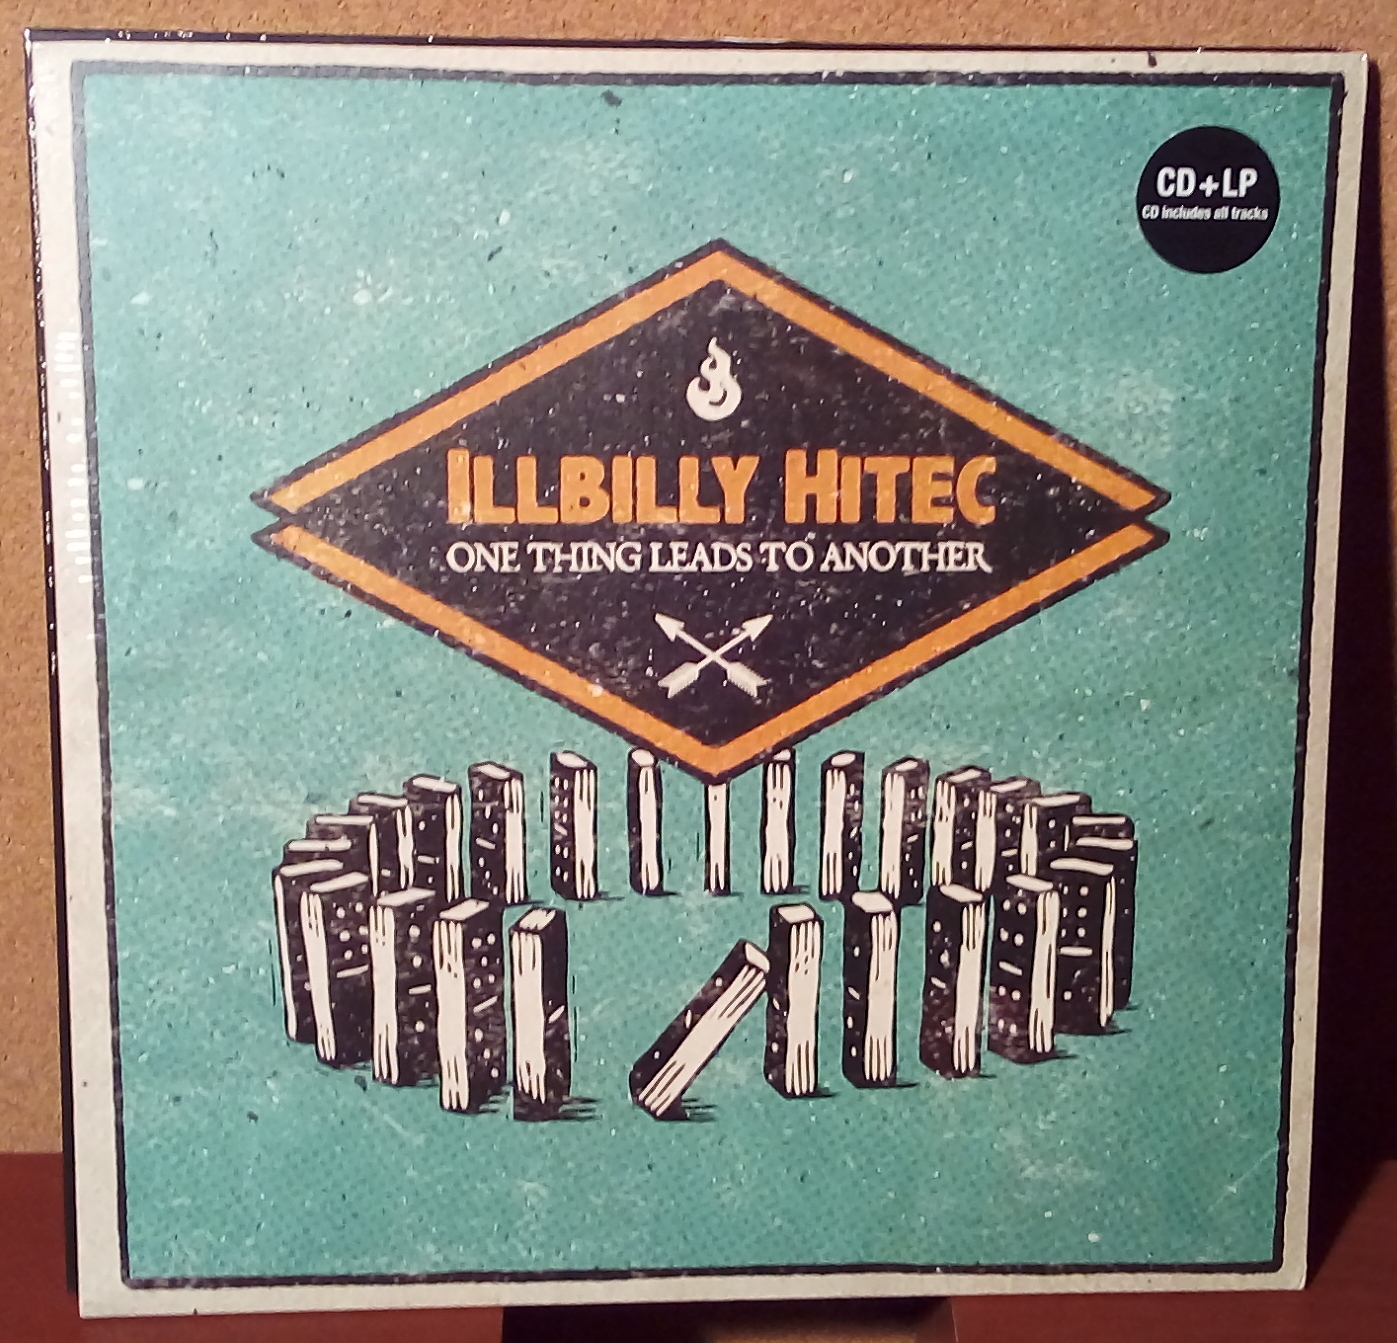 CD+LP
CD includes all tracks
ILLBILLY HITEC
ONE THING LEADS TO ANOTHER